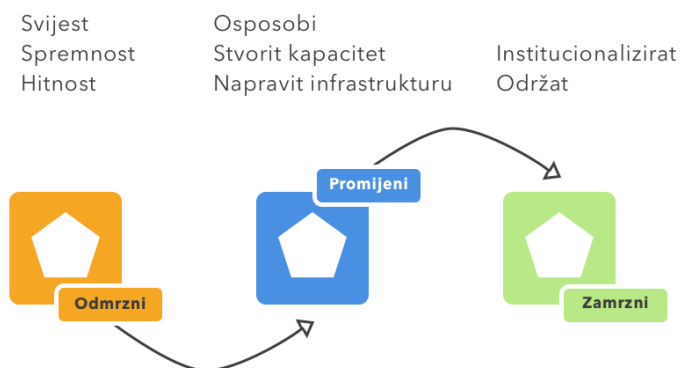 Svijest
Spremnost
Hitnost
Osposobi
Stvorit kapacitet
Napravit infrastrukturu
Institucionalizirat
Održat
Promijeni
Odmrzni
Zamrzni